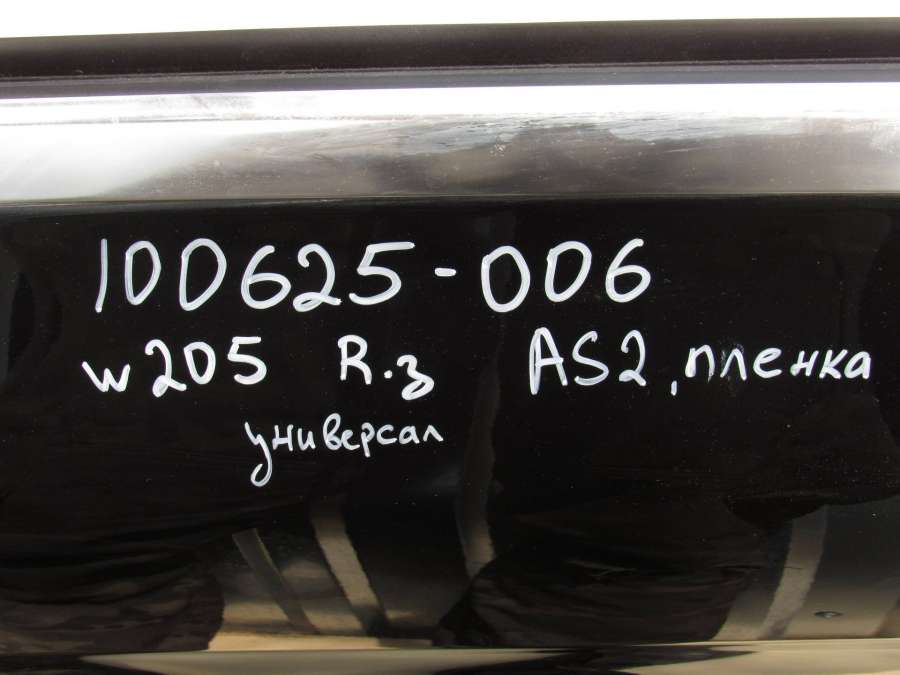 100625-006
w205 R.з AS2, пленка
универсал